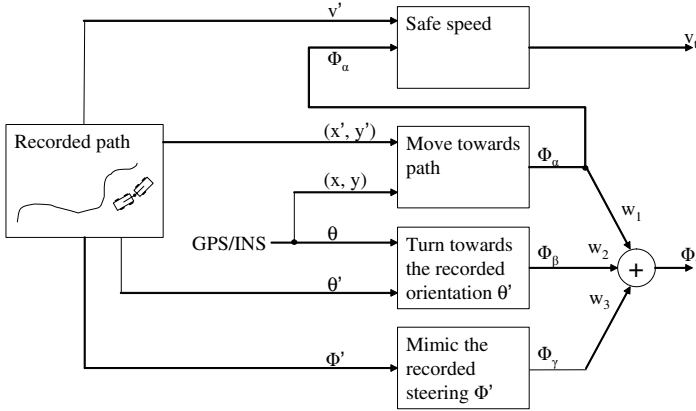 v'
Safe speed
v
Φα
Recorded path
(x', y')
Move towards
path
Φα
(x, y)
w1
GPS/INS
θ
Turn towards
the recorded
orientation θ'
Φβ
w2
+
Φ
θ'
w3
Φ'
Mimic the
recorded
steering Φ'
Φγ